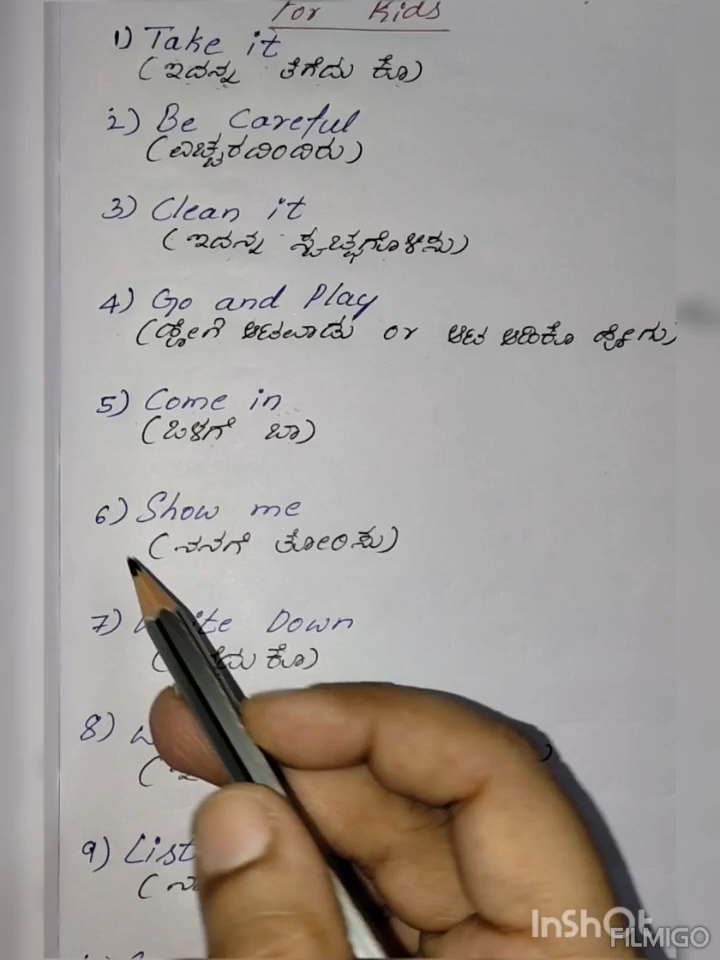 For Kids
1) Take it
(ಇದನ್ನ ತೆಗೆದು ಕೊ)
2) Be Careful
(ಎಚ್ಚರದಿಂದಿರು)
3) Clean it
(ಇದನ್ನ ಸ್ವಚ್ಛಗೊಳಿಸು)
4) Go and Play
(ಹೋಗಿ ಆಟವಾಡು or ಆಟ ಆಡಿಕೊ ಹೋಗು)
5) Come in
(ಒಳಗೆ ಬಾ)
6) Show me
(ನನಗೆ ತೋರಿಸು)
7) Down
ಕೊ)
8)
9) List
InShOt
FILMIGO